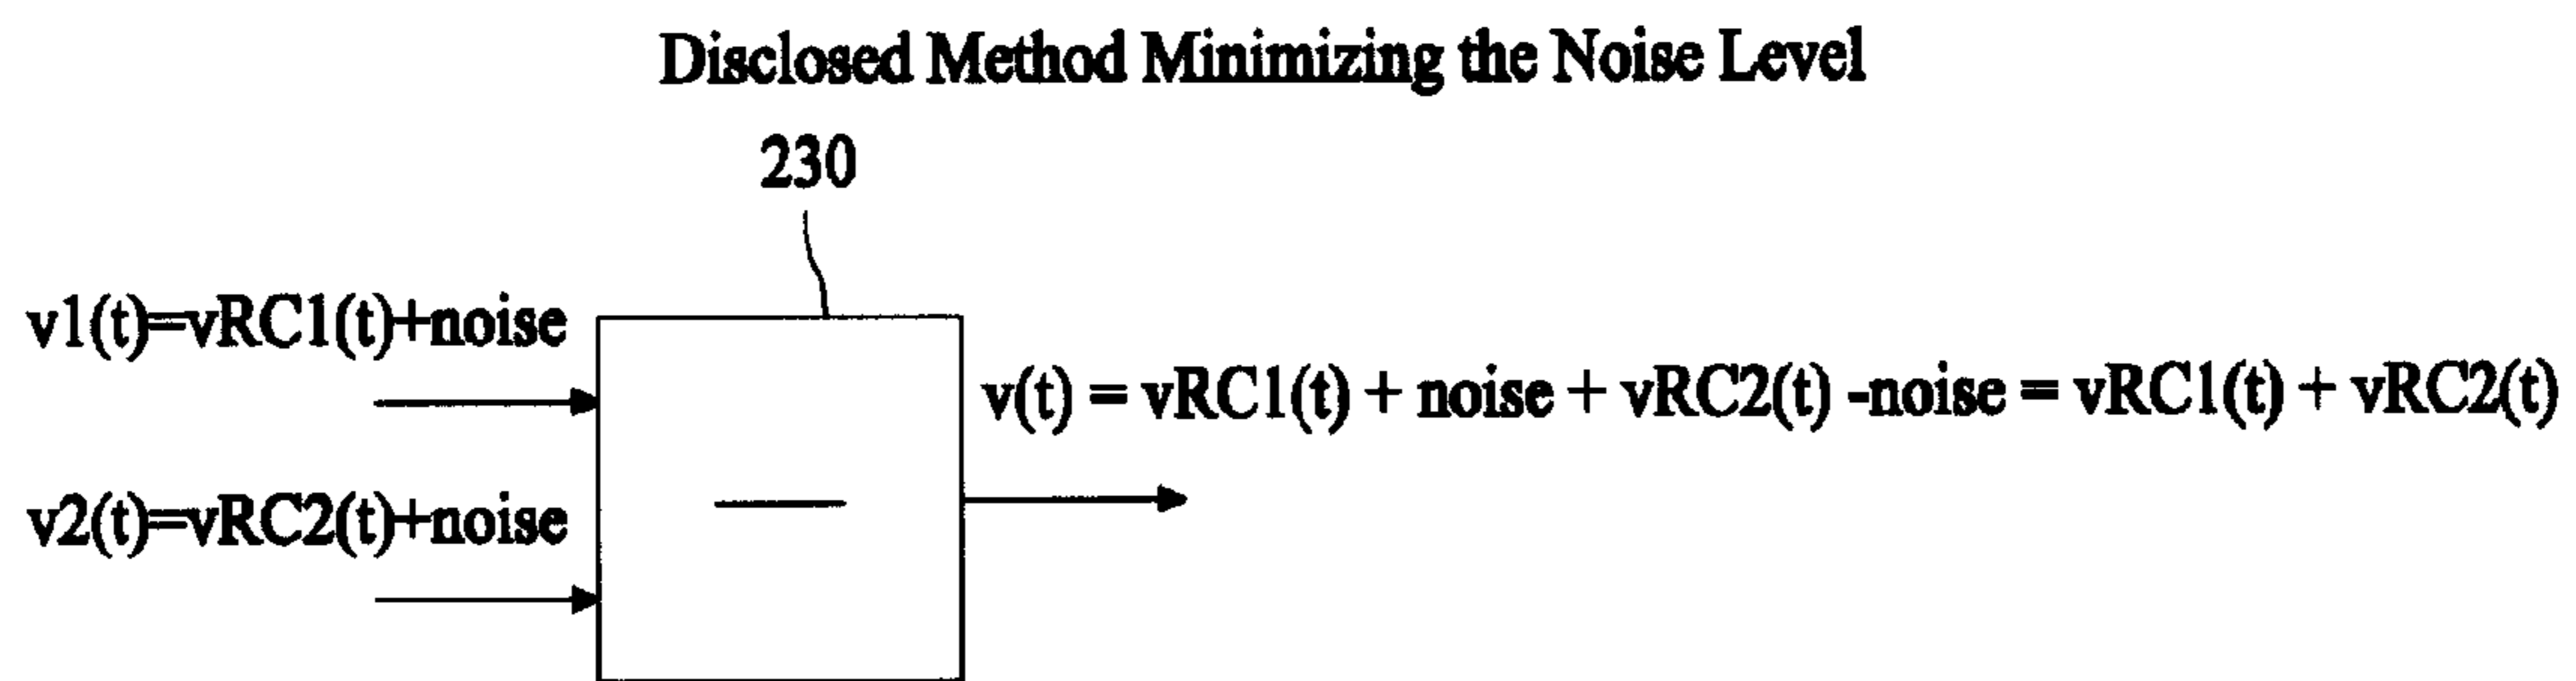 Disclosed Method Minimizing the Noise Level
230
v1(t)=vRC1(t)+noise
v(t) = vRC1(t) + noise + vRC2(t) -noise = vRC1(t) + vRC2(t)
v2(t)=vRC2(t)+noise